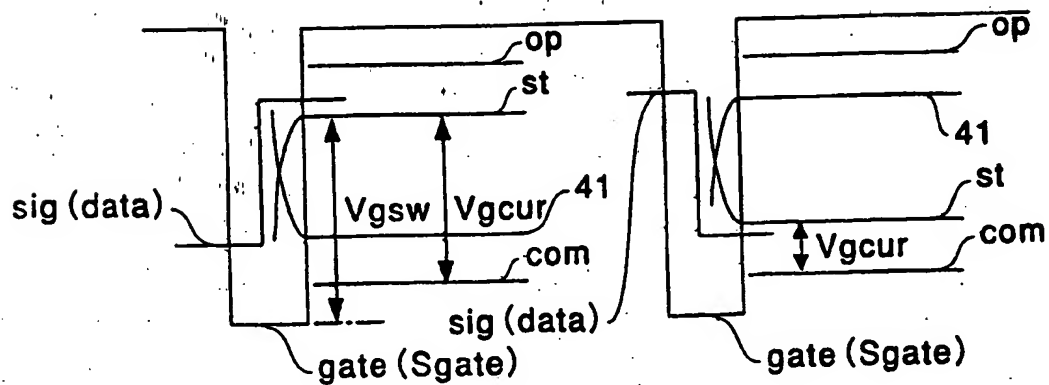 op
st
sig (data)
Vgsw
Vgcur
41
com
gate (Sgate)
op
41
st
Vgcur
com
sig (data)
gate (Sgate)